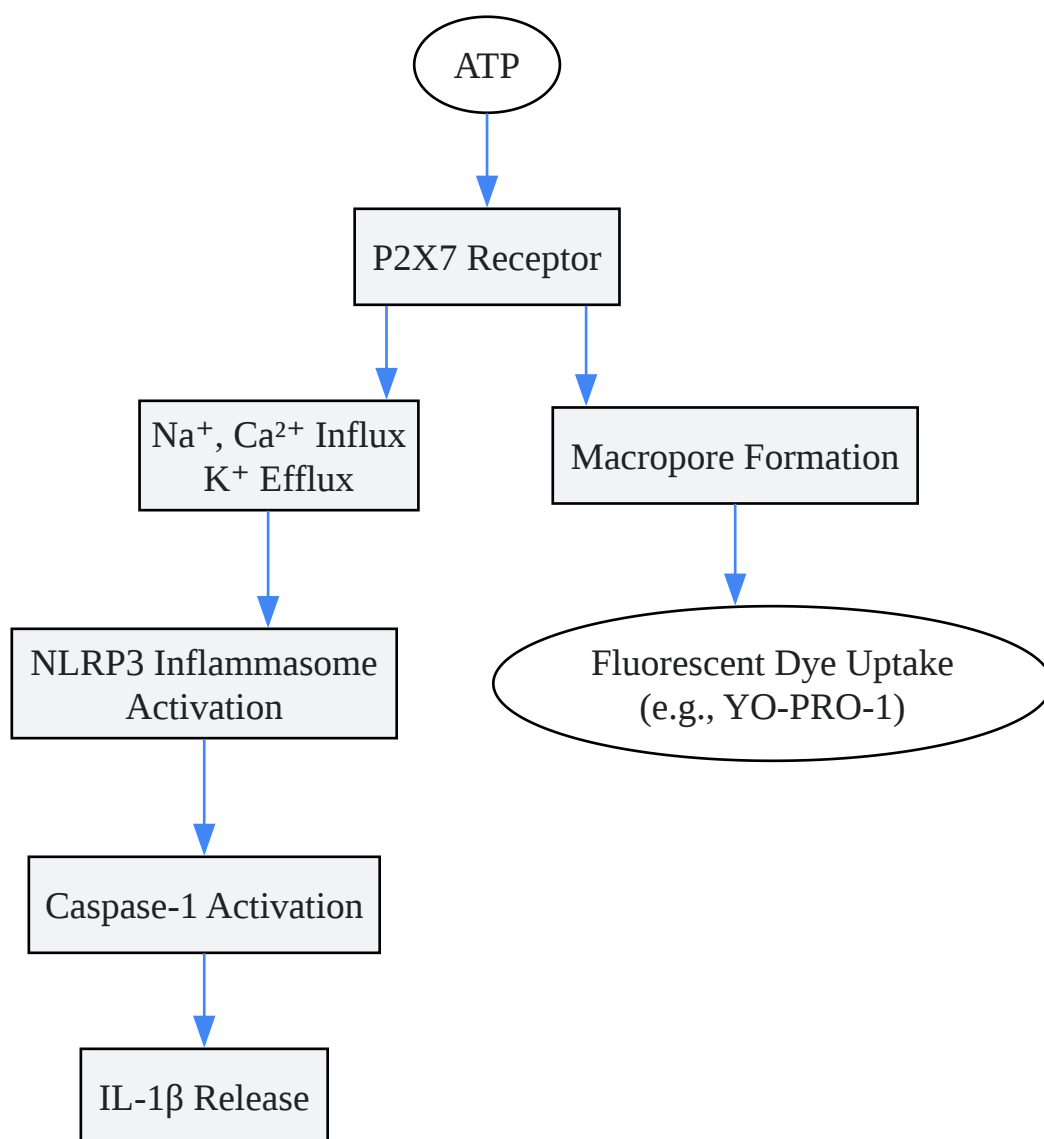 ATP
P2X7 Receptor
Na⁺, Ca²⁺ Influx
K⁺ Efflux
Macropore Formation
NLRP3 Inflammasome
Activation
Fluorescent Dye Uptake
(e.g., YO-PRO-1)
Caspase-1 Activation
IL-1β Release